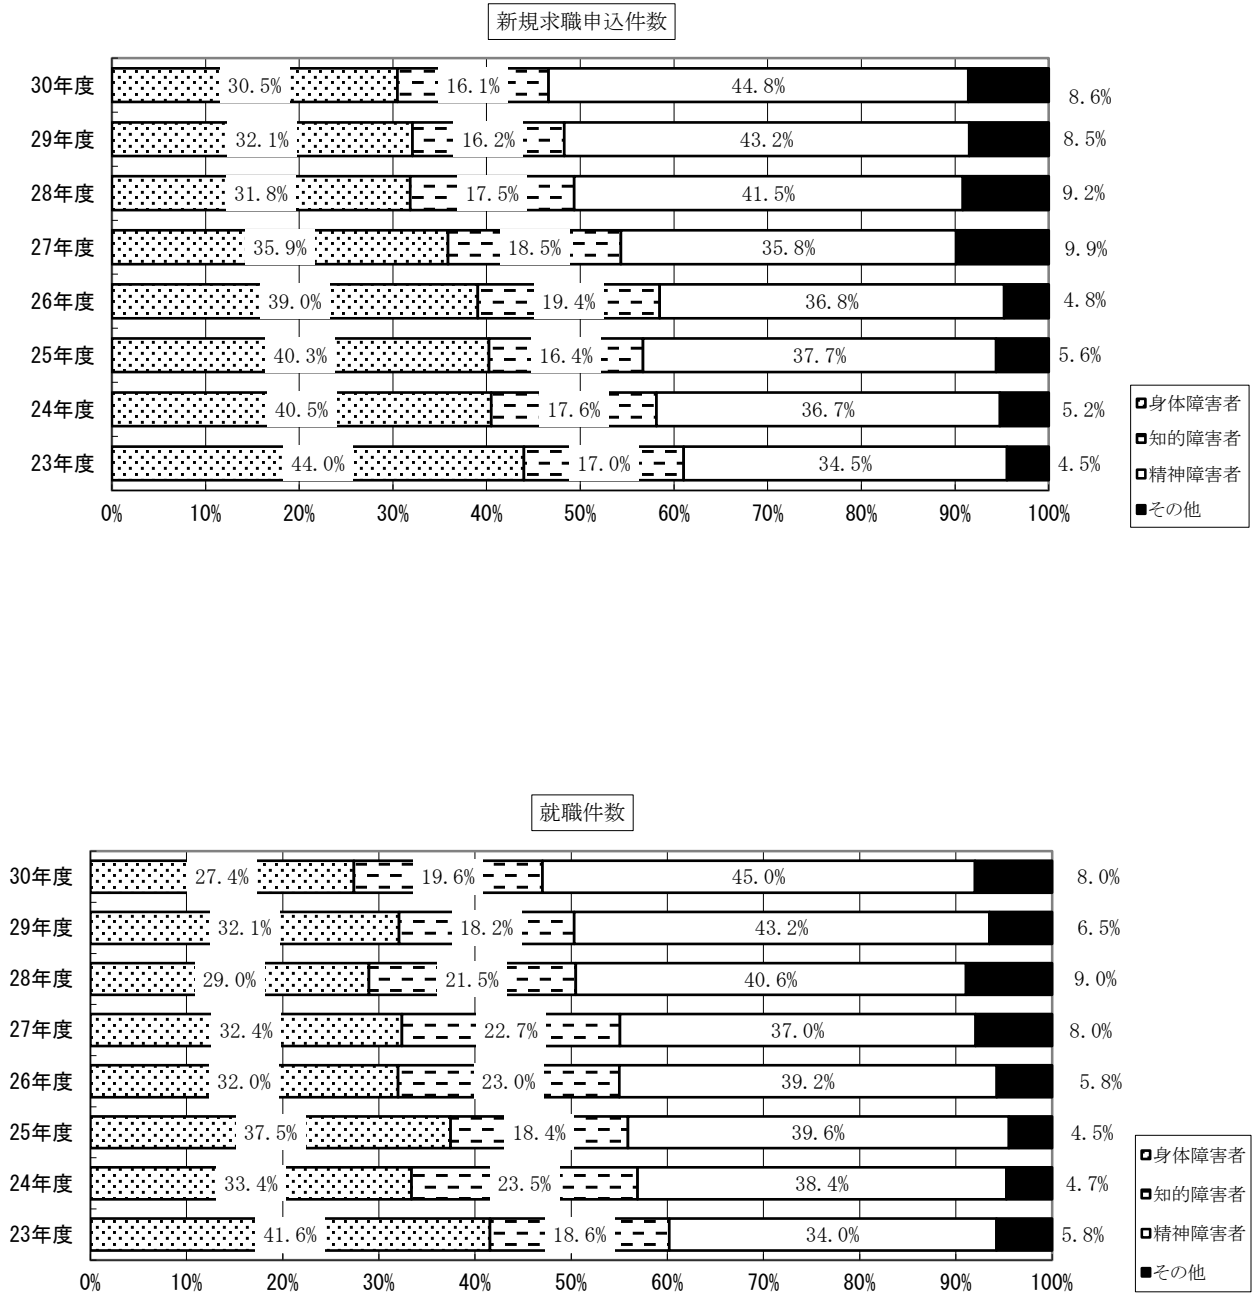 新規求職申込件数
30年度 30.5% 16.1% 44.8% 8.6%
29年度 32.1% 16.2% 43.2% 8.5%
28年度 31.8% 17.5% 41.5% 9.2%
27年度 35.9% 18.5% 35.8% 9.9%
26年度 39.0% 19.4% 36.8% 4.8%
25年度 40.3% 16.4% 37.7% 5.6%
24年度 40.5% 17.6% 36.7% 5.2%
23年度 44.0% 17.0% 34.5% 4.5%
0% 10% 20% 30% 40% 50% 60% 70% 80% 90% 100%
身体障害者
知的障害者
精神障害者
その他
就職件数
30年度 27.4% 19.6% 45.0% 8.0%
29年度 32.1% 18.2% 43.2% 6.5%
28年度 29.0% 21.5% 40.6% 9.0%
27年度 32.4% 22.7% 37.0% 8.0%
26年度 32.0% 23.0% 39.2% 5.8%
25年度 37.5% 18.4% 39.6% 4.5%
24年度 33.4% 23.5% 38.4% 4.7%
23年度 41.6% 18.6% 34.0% 5.8%
0% 10% 20% 30% 40% 50% 60% 70% 80% 90% 100%
身体障害者
知的障害者
精神障害者
その他